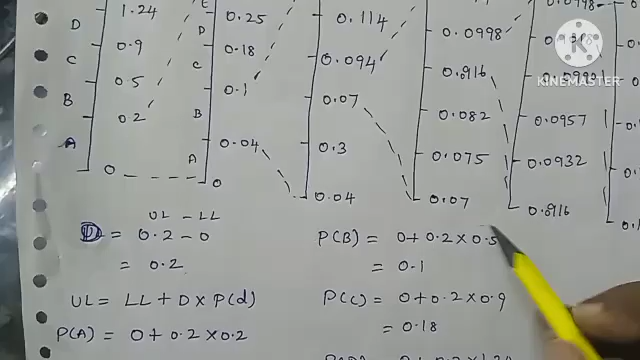 D 1.24
C 0.9
B 0.5
0.2
A
0
E
D 0.25
C 0.18
0.1
B
A 0.04
0
0.114
0.094
0.07
0.3
0.04
0.0998
0.0916
0.082
0.075
0.07
0.0957
0.0932
0.0916
KINEMASTER
UL - LL
D = 0.2 - 0
= 0.2
UL = LL + D × P(d)
P(A) = 0 + 0.2 × 0.2
P(B) = 0 + 0.2 × 0.5
= 0.1
P(C) = 0 + 0.2 × 0.9
= 0.18